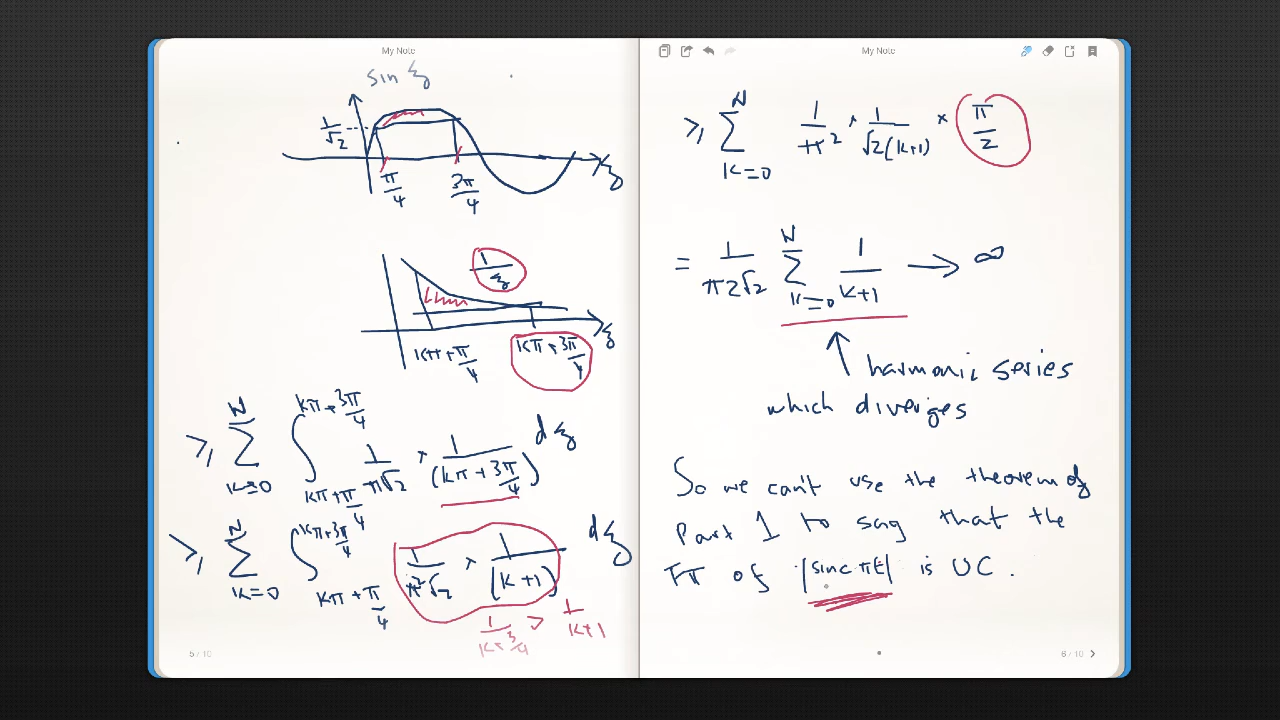 My Note
sin ξ
1/√2
π/4 3π/4 ξ
1/ξ
ξ
kπ + π/4 kπ + 3π/4
≥ N Σ k=0 ∫ kπ+π/4 kπ+3π/4 1/π√2 × 1/(kπ + 3π/4) dξ
≥ N Σ k=0 ∫ kπ+π/4 kπ+3π/4 1/π²√2 × 1/(k+1) dξ
1/k+3/4 > 1/k+1
5 / 10
My Note
≥ N Σ k=0 1/π² × 1/√2(k+1) × π/2
= 1/π2√2 N Σ k=0 1/k+1 → ∞
harmonic series
which diverges
So we can't use the theorem of
Part 1 to say that the
FT of |sinc πt| is UC .
6 / 10